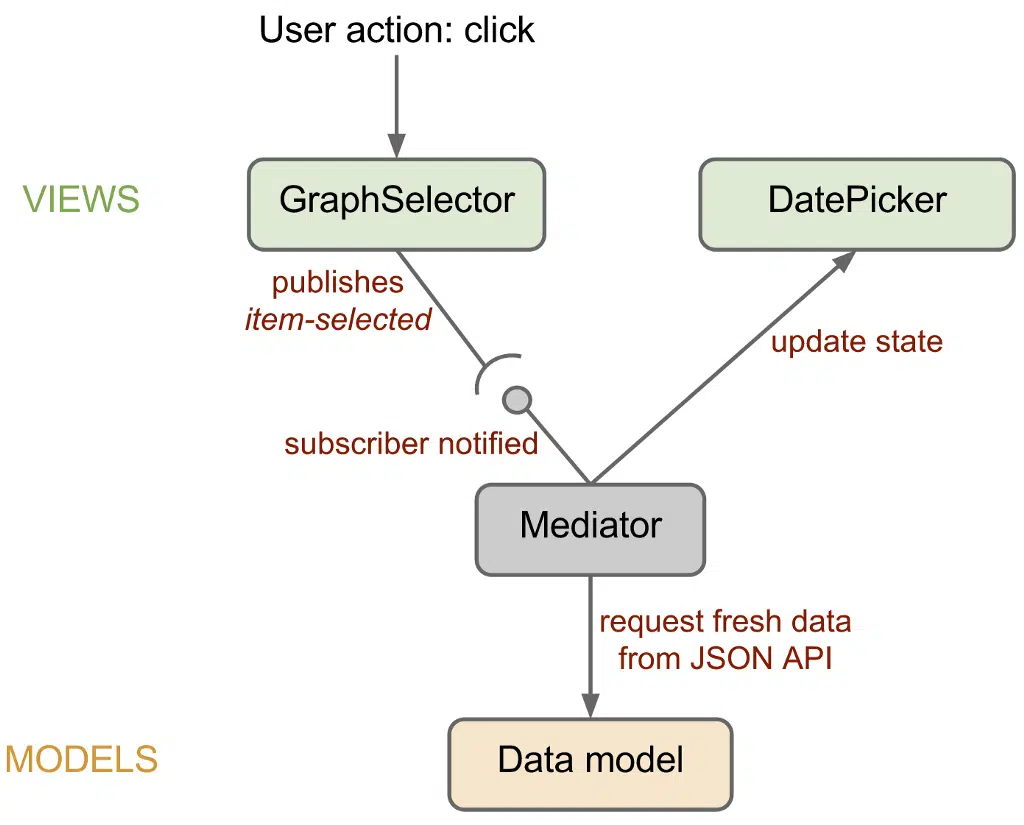 User action: click
VIEWS
GraphSelector
DatePicker
publishes
item-selected
update state
subscriber notified
Mediator
request fresh data
from JSON API
MODELS
Data model